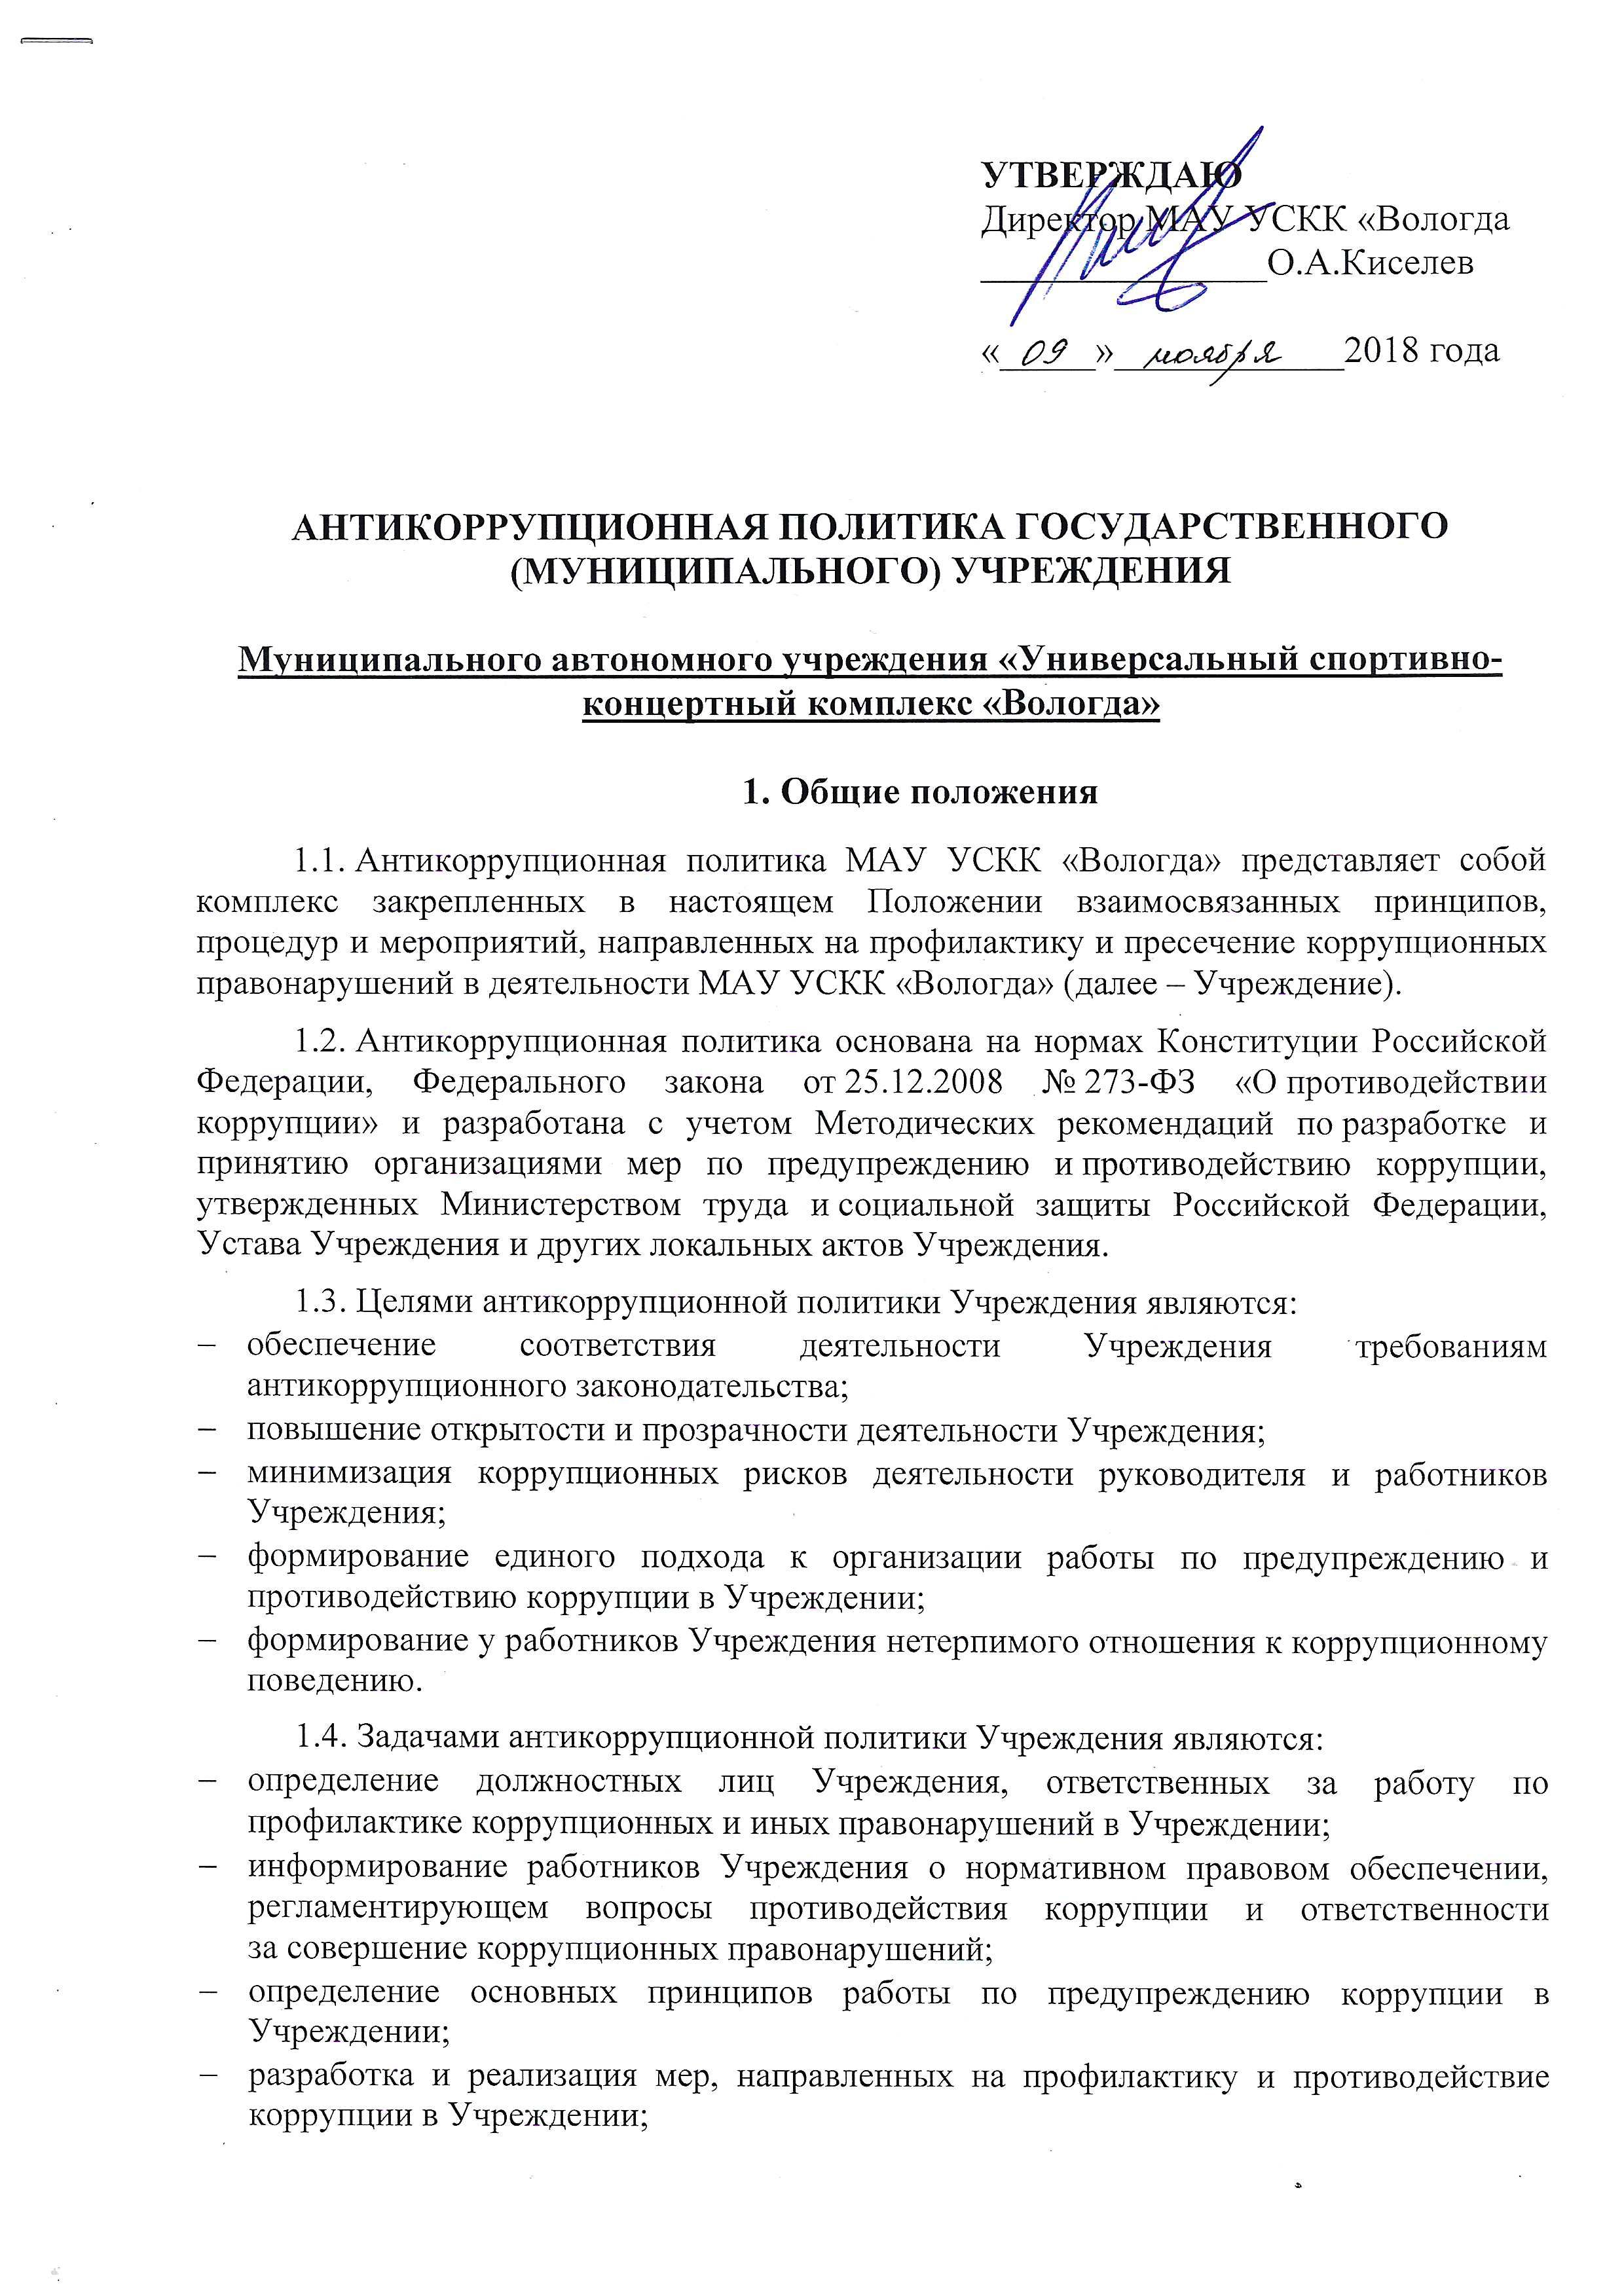 УТВЕРЖДАЮ
Директор МАУ УСКК «Вологда
_______________О.А.Киселев
«_09_»_ноября_2018 года
АНТИКОРРУПЦИОННАЯ ПОЛИТИКА ГОСУДАРСТВЕННОГО
(МУНИЦИПАЛЬНОГО) УЧРЕЖДЕНИЯ
Муниципального автономного учреждения «Универсальный спортивно-
концертный комплекс «Вологда»
1. Общие положения
1.1. Антикоррупционная политика МАУ УСКК «Вологда» представляет собой
комплекс закрепленных в настоящем Положении взаимосвязанных принципов,
процедур и мероприятий, направленных на профилактику и пресечение коррупционных
правонарушений в деятельности МАУ УСКК «Вологда» (далее – Учреждение).
1.2. Антикоррупционная политика основана на нормах Конституции Российской
Федерации, Федерального закона от 25.12.2008 № 273-ФЗ «О противодействии
коррупции» и разработана с учетом Методических рекомендаций по разработке и
принятию организациями мер по предупреждению и противодействию коррупции,
утвержденных Министерством труда и социальной защиты Российской Федерации,
Устава Учреждения и других локальных актов Учреждения.
1.3. Целями антикоррупционной политики Учреждения являются:
– обеспечение соответствия деятельности Учреждения требованиям
антикоррупционного законодательства;
– повышение открытости и прозрачности деятельности Учреждения;
– минимизация коррупционных рисков деятельности руководителя и работников
Учреждения;
– формирование единого подхода к организации работы по предупреждению и
противодействию коррупции в Учреждении;
– формирование у работников Учреждения нетерпимого отношения к коррупционному
поведению.
1.4. Задачами антикоррупционной политики Учреждения являются:
– определение должностных лиц Учреждения, ответственных за работу по
профилактике коррупционных и иных правонарушений в Учреждении;
– информирование работников Учреждения о нормативном правовом обеспечении,
регламентирующем вопросы противодействия коррупции и ответственности
за совершение коррупционных правонарушений;
– определение основных принципов работы по предупреждению коррупции в
Учреждении;
– разработка и реализация мер, направленных на профилактику и противодействие
коррупции в Учреждении;